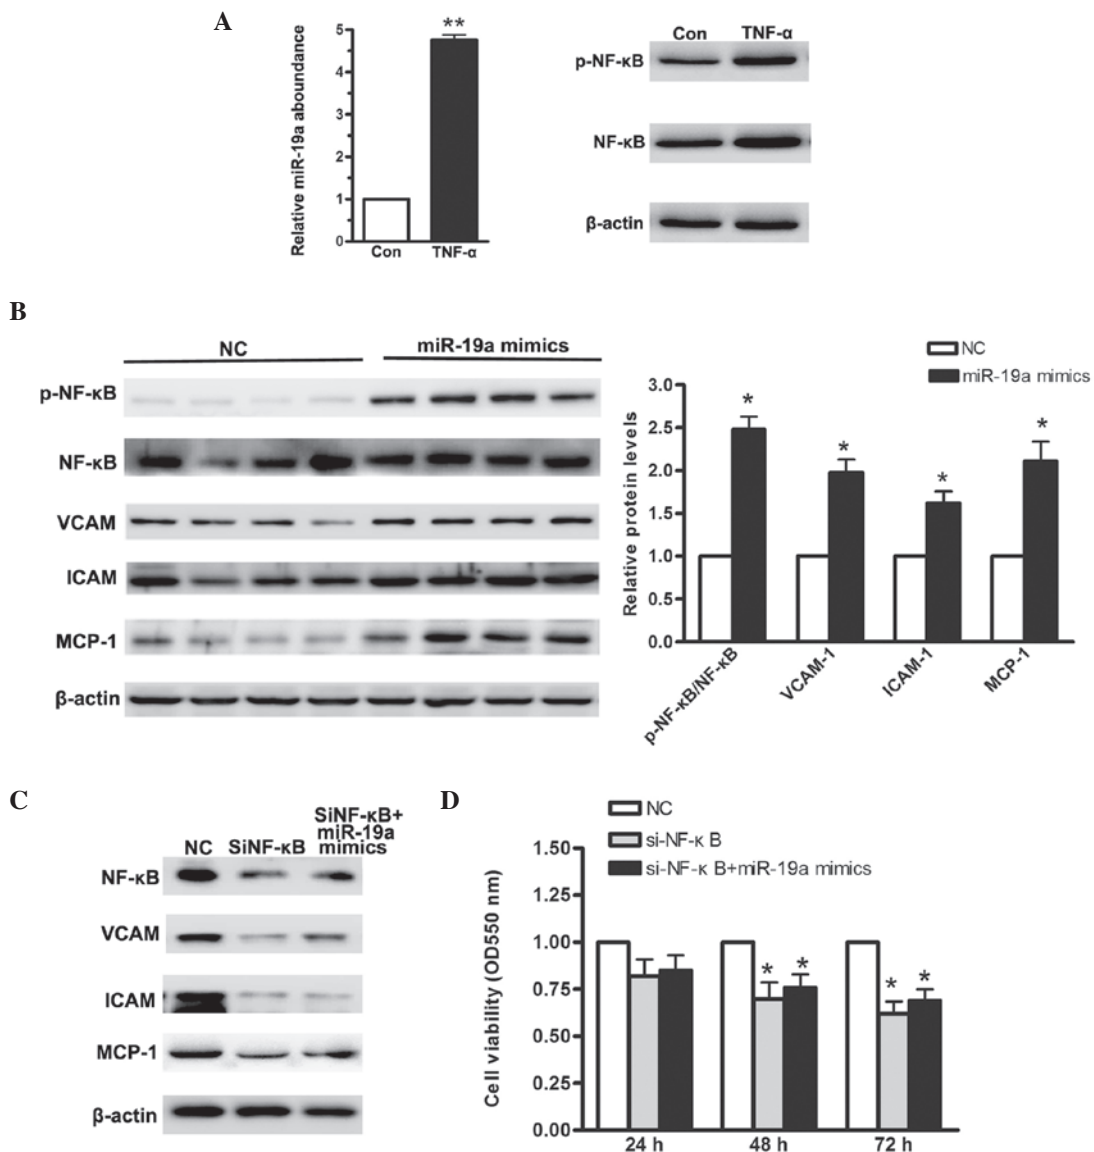 A
Relative miR-19a aboundance
5
4
3
2
1
0
**
Con
TNF-α
Con TNF-α
p-NF-κB
NF-κB
β-actin
B
NC miR-19a mimics
p-NF-κB
NF-κB
VCAM
ICAM
MCP-1
β-actin
NC
miR-19a mimics
Relative protein levels
3.0
2.5
2.0
1.5
1.0
0.5
0.0
*
*
*
*
p-NF-κB/NF-κB
VCAM-1
ICAM-1
MCP-1
C
NC SiNF-κB
SiNF-κB+
miR-19a
mimics
NF-κB
VCAM
ICAM
MCP-1
β-actin
D
NC
si-NF-κ B
si-NF-κ B+miR-19a mimics
Cell viability (OD550 nm)
1.50
1.25
1.00
0.75
0.50
0.25
0.00
* *
* *
24 h 48 h 72 h